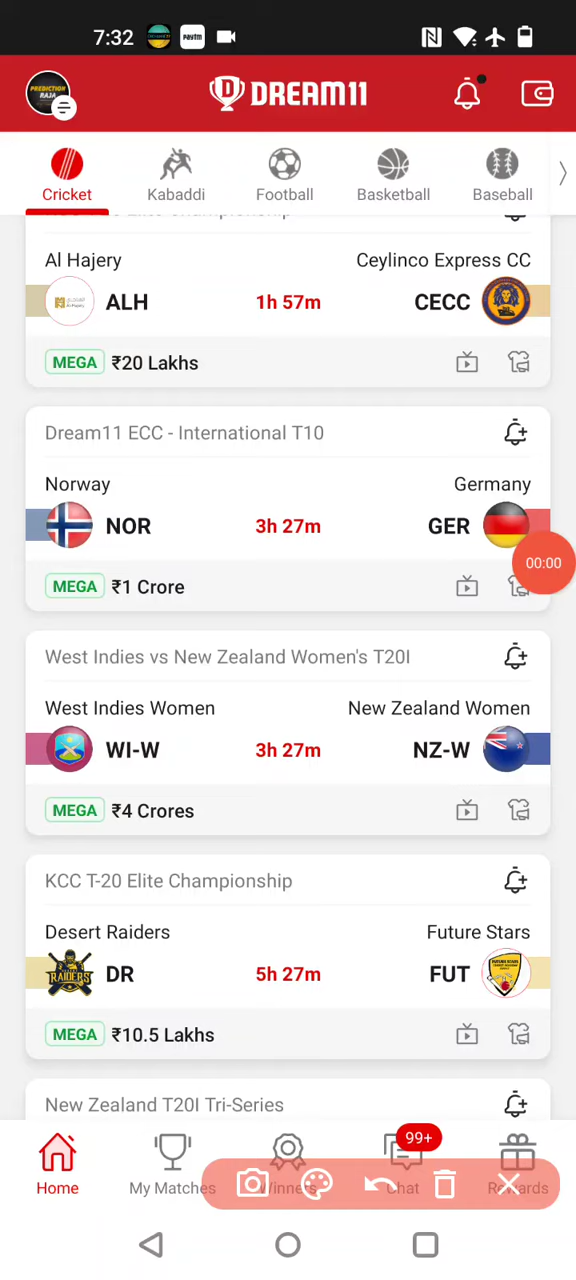 7:32
paytm
PREDICTION
RAJA
DREAM11
Cricket
Kabaddi
Football
Basketball
Baseball
Al Hajery
Ceylinco Express CC
ALH
1h 57m
CECC
MEGA ₹20 Lakhs
Dream11 ECC - International T10
Norway
Germany
NOR
3h 27m
GER
00:00
MEGA ₹1 Crore
West Indies vs New Zealand Women's T20I
West Indies Women
New Zealand Women
WI-W
3h 27m
NZ-W
MEGA ₹4 Crores
KCC T-20 Elite Championship
Desert Raiders
Future Stars
RAIDERS
DR
5h 27m
FUT
MEGA ₹10.5 Lakhs
New Zealand T20I Tri-Series
99+
Home
My Matches
Winners
Chat
Rewards